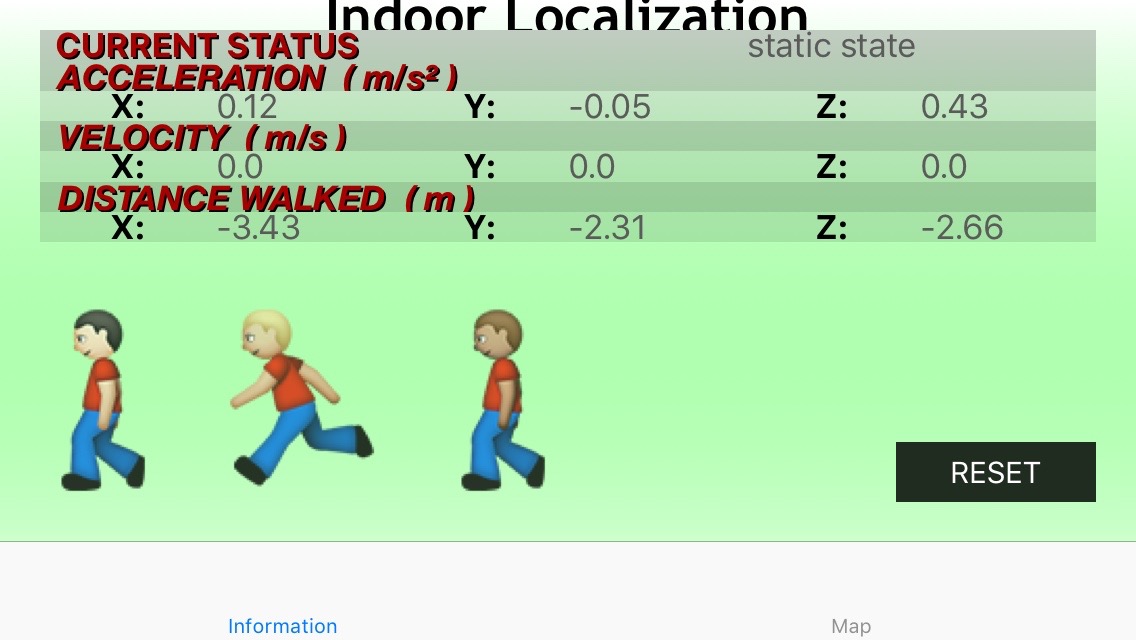 Indoor Localization
CURRENT STATUS static state
ACCELERATION ( m/s² )
X: 0.12 Y: -0.05 Z: 0.43
VELOCITY ( m/s )
X: 0.0 Y: 0.0 Z: 0.0
DISTANCE WALKED ( m )
X: -3.43 Y: -2.31 Z: -2.66
RESET
Information Map